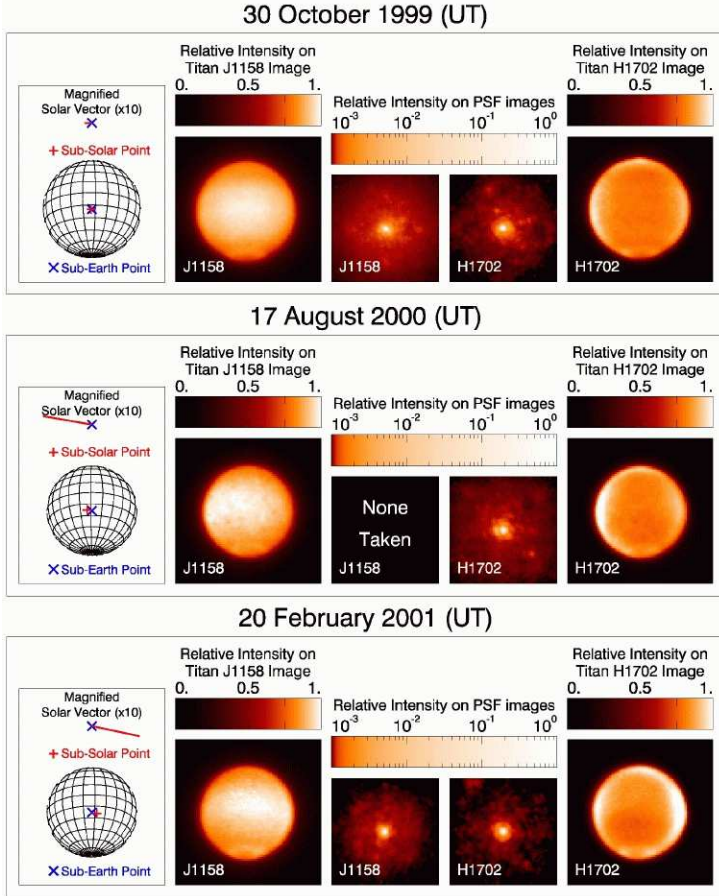 30 October 1999 (UT)
Magnified
Solar Vector (x10)
+ Sub-Solar Point
× Sub-Earth Point
Relative Intensity on
Titan J1158 Image
0. 0.5 1.
J1158
Relative Intensity on PSF images
10⁻³ 10⁻² 10⁻¹ 10⁰
J1158
H1702
Relative Intensity on
Titan H1702 Image
0. 0.5 1.
H1702
17 August 2000 (UT)
Magnified
Solar Vector (x10)
+ Sub-Solar Point
× Sub-Earth Point
Relative Intensity on
Titan J1158 Image
0. 0.5 1.
J1158
Relative Intensity on PSF images
10⁻³ 10⁻² 10⁻¹ 10⁰
None
Taken
J1158
H1702
Relative Intensity on
Titan H1702 Image
0. 0.5 1.
H1702
20 February 2001 (UT)
Magnified
Solar Vector (x10)
+ Sub-Solar Point
× Sub-Earth Point
Relative Intensity on
Titan J1158 Image
0. 0.5 1.
J1158
Relative Intensity on PSF images
10⁻³ 10⁻² 10⁻¹ 10⁰
J1158
H1702
Relative Intensity on
Titan H1702 Image
0. 0.5 1.
H1702